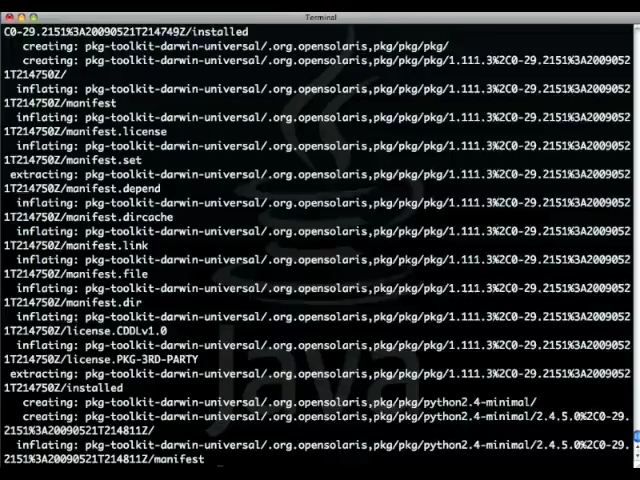 Terminal
C0-29.2151%3A20090521T214749Z/installed
creating: pkg-toolkit-darwin-universal/.org.opensolaris,pkg/pkg/pkg/
creating: pkg-toolkit-darwin-universal/.org.opensolaris,pkg/pkg/pkg/1.111.3%2C0-29.2151%3A2009052
1T214750Z/
inflating: pkg-toolkit-darwin-universal/.org.opensolaris,pkg/pkg/pkg/1.111.3%2C0-29.2151%3A2009052
1T214750Z/manifest
inflating: pkg-toolkit-darwin-universal/.org.opensolaris,pkg/pkg/pkg/1.111.3%2C0-29.2151%3A2009052
1T214750Z/manifest.license
inflating: pkg-toolkit-darwin-universal/.org.opensolaris,pkg/pkg/pkg/1.111.3%2C0-29.2151%3A2009052
1T214750Z/manifest.set
extracting: pkg-toolkit-darwin-universal/.org.opensolaris,pkg/pkg/pkg/1.111.3%2C0-29.2151%3A2009052
1T214750Z/manifest.depend
inflating: pkg-toolkit-darwin-universal/.org.opensolaris,pkg/pkg/pkg/1.111.3%2C0-29.2151%3A2009052
1T214750Z/manifest.dircache
inflating: pkg-toolkit-darwin-universal/.org.opensolaris,pkg/pkg/pkg/1.111.3%2C0-29.2151%3A2009052
1T214750Z/manifest.link
inflating: pkg-toolkit-darwin-universal/.org.opensolaris,pkg/pkg/pkg/1.111.3%2C0-29.2151%3A2009052
1T214750Z/manifest.file
inflating: pkg-toolkit-darwin-universal/.org.opensolaris,pkg/pkg/pkg/1.111.3%2C0-29.2151%3A2009052
1T214750Z/manifest.dir
inflating: pkg-toolkit-darwin-universal/.org.opensolaris,pkg/pkg/pkg/1.111.3%2C0-29.2151%3A2009052
1T214750Z/license.CDDLv1.0
inflating: pkg-toolkit-darwin-universal/.org.opensolaris,pkg/pkg/pkg/1.111.3%2C0-29.2151%3A2009052
1T214750Z/license.PKG-3RD-PARTY
extracting: pkg-toolkit-darwin-universal/.org.opensolaris,pkg/pkg/pkg/1.111.3%2C0-29.2151%3A2009052
1T214750Z/installed
creating: pkg-toolkit-darwin-universal/.org.opensolaris,pkg/pkg/python2.4-minimal/
creating: pkg-toolkit-darwin-universal/.org.opensolaris,pkg/pkg/python2.4-minimal/2.4.5.0%2C0-29.
2151%3A20090521T214811Z/
inflating: pkg-toolkit-darwin-universal/.org.opensolaris,pkg/pkg/python2.4-minimal/2.4.5.0%2C0-29.
2151%3A20090521T214811Z/manifest
Java